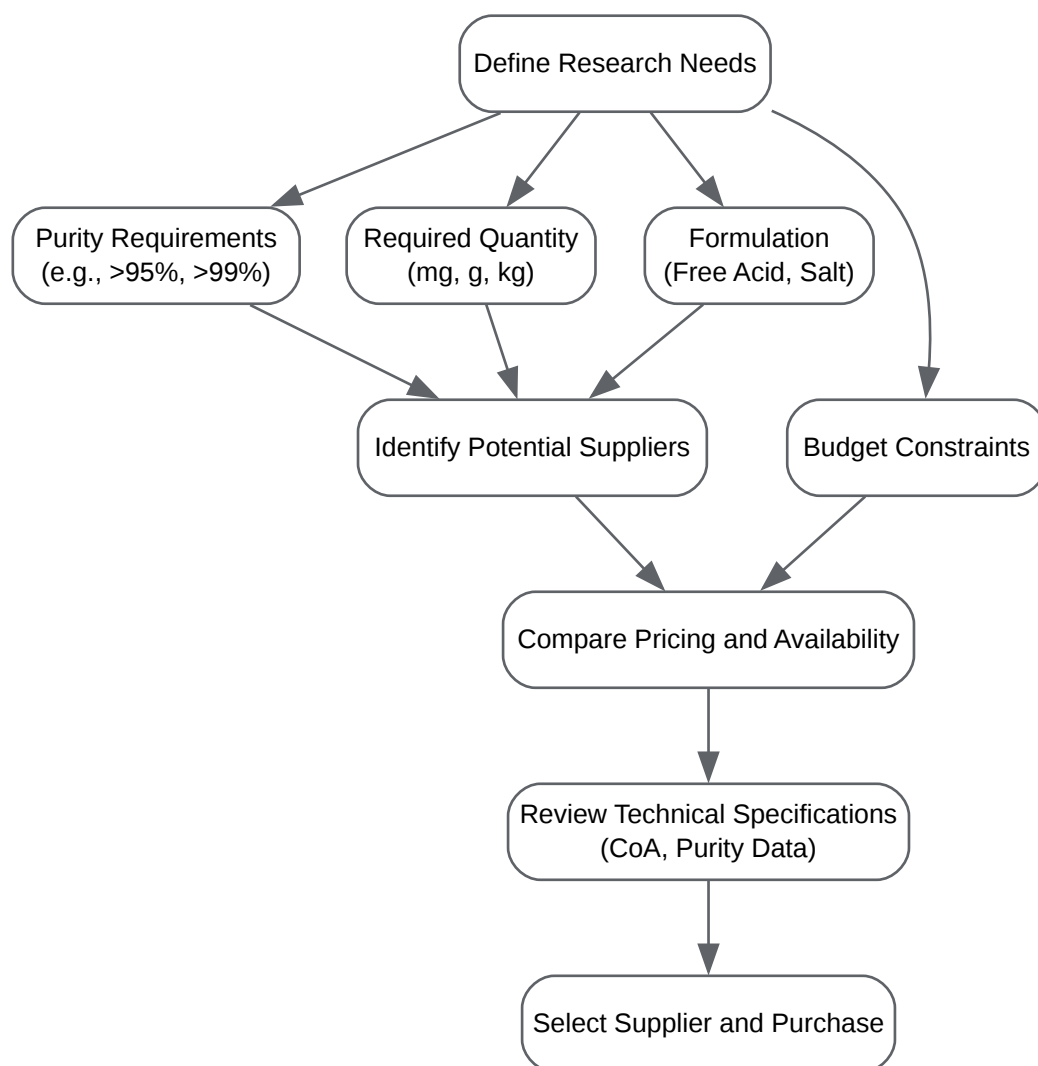 Define Research Needs
Purity Requirements
(e.g., >95%, >99%)
Required Quantity
(mg, g, kg)
Formulation
(Free Acid, Salt)
Identify Potential Suppliers
Budget Constraints
Compare Pricing and Availability
Review Technical Specifications
(CoA, Purity Data)
Select Supplier and Purchase